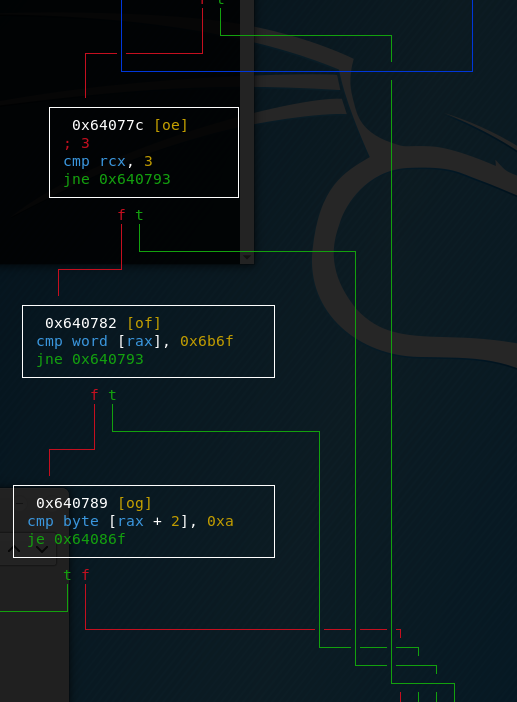 f t
0x64077c [oe]
; 3
cmp rcx, 3
jne 0x640793
f t
0x640782 [of]
cmp word [rax], 0x6b6f
jne 0x640793
f t
0x640789 [og]
cmp byte [rax + 2], 0xa
je 0x64086f
t f